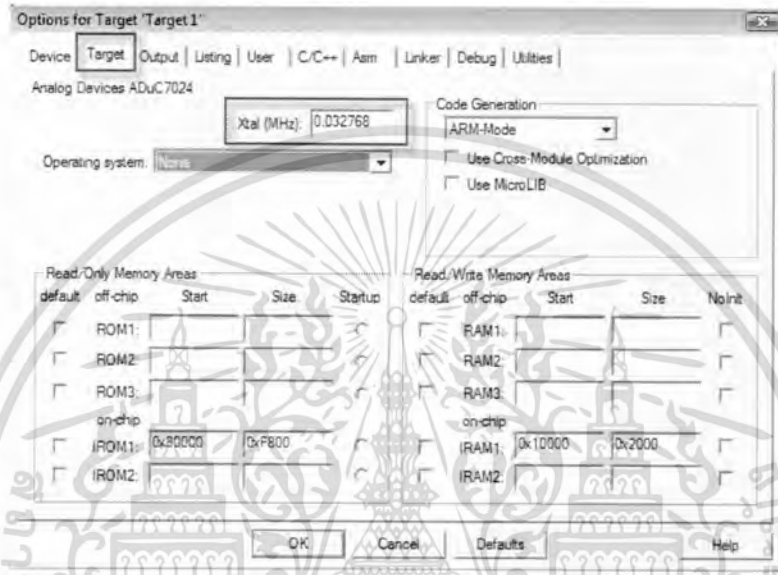 Options for Target 'Target 1'
Device Target Output Listing User C/C++ Asm Linker Debug Utilities
Analog Devices ADuC7024
Xtal (MHz): 0.032768
Operating system: None
Code Generation
ARM-Mode
Use Cross-Module Optimization
Use MicroLIB
Read/Only Memory Areas
default off-chip Start Size Startup
ROM1:
ROM2:
ROM3:
on-chip
IROM1: 0x80000 0xF800
IROM2:
Read/Write Memory Areas
default off-chip Start Size NoInit
RAM1:
RAM2:
RAM3:
on-chip
IRAM1: 0x10000 0x2000
IRAM2:
OK Cancel Defaults Help